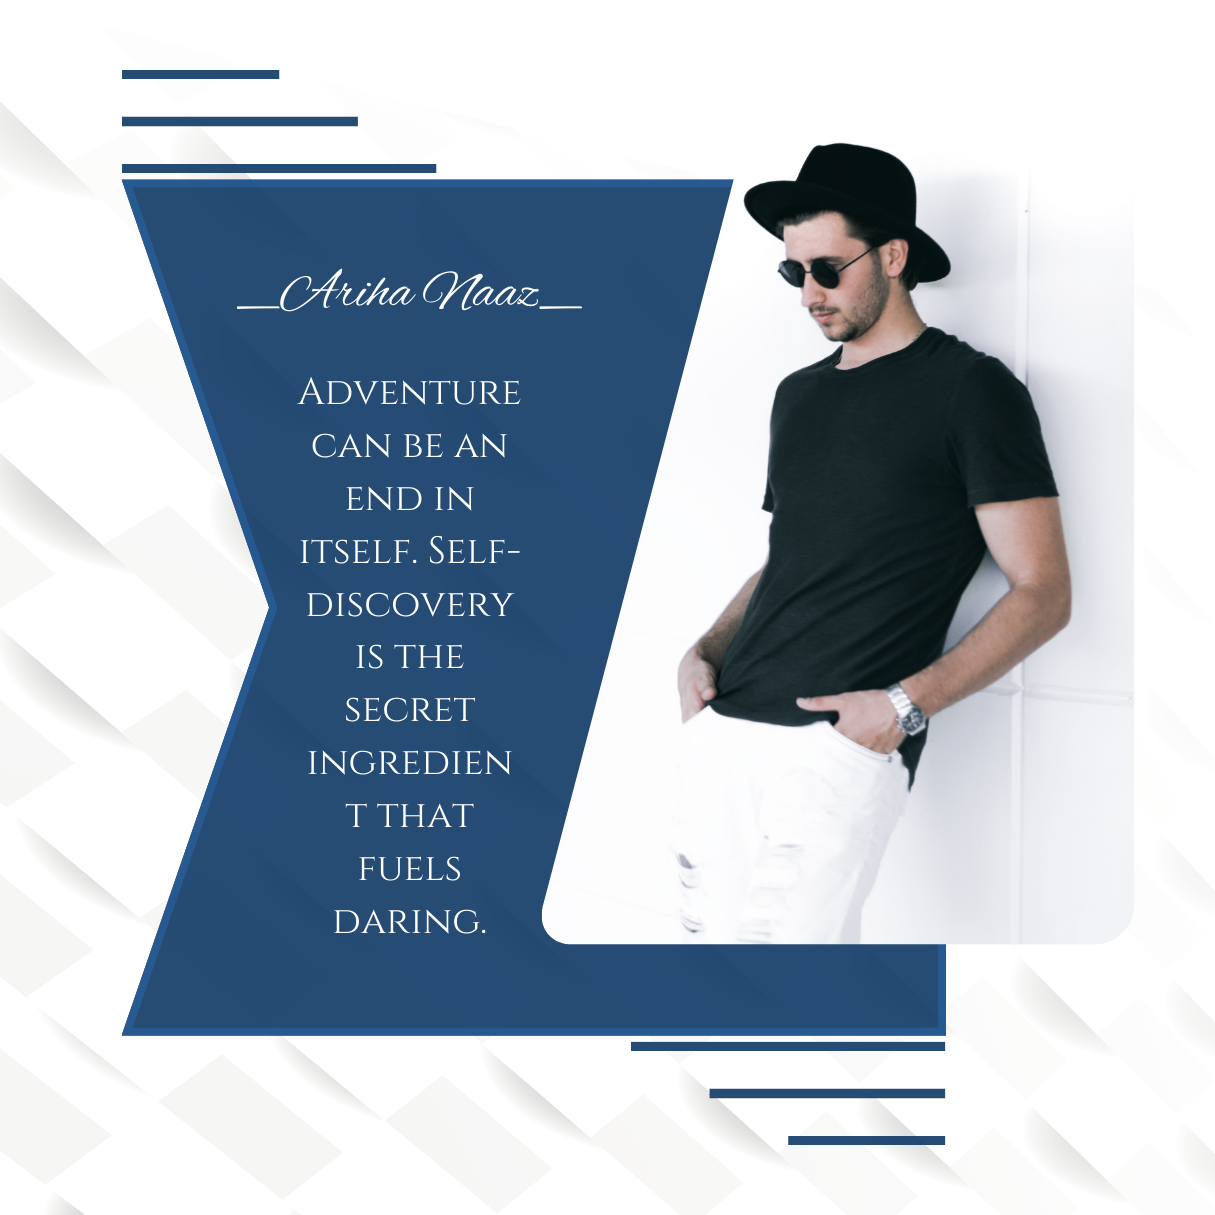 __Ariha Naaz__
Adventure
can be an
end in
itself. Self-
discovery
is the
secret
ingredien
t that
fuels
daring.